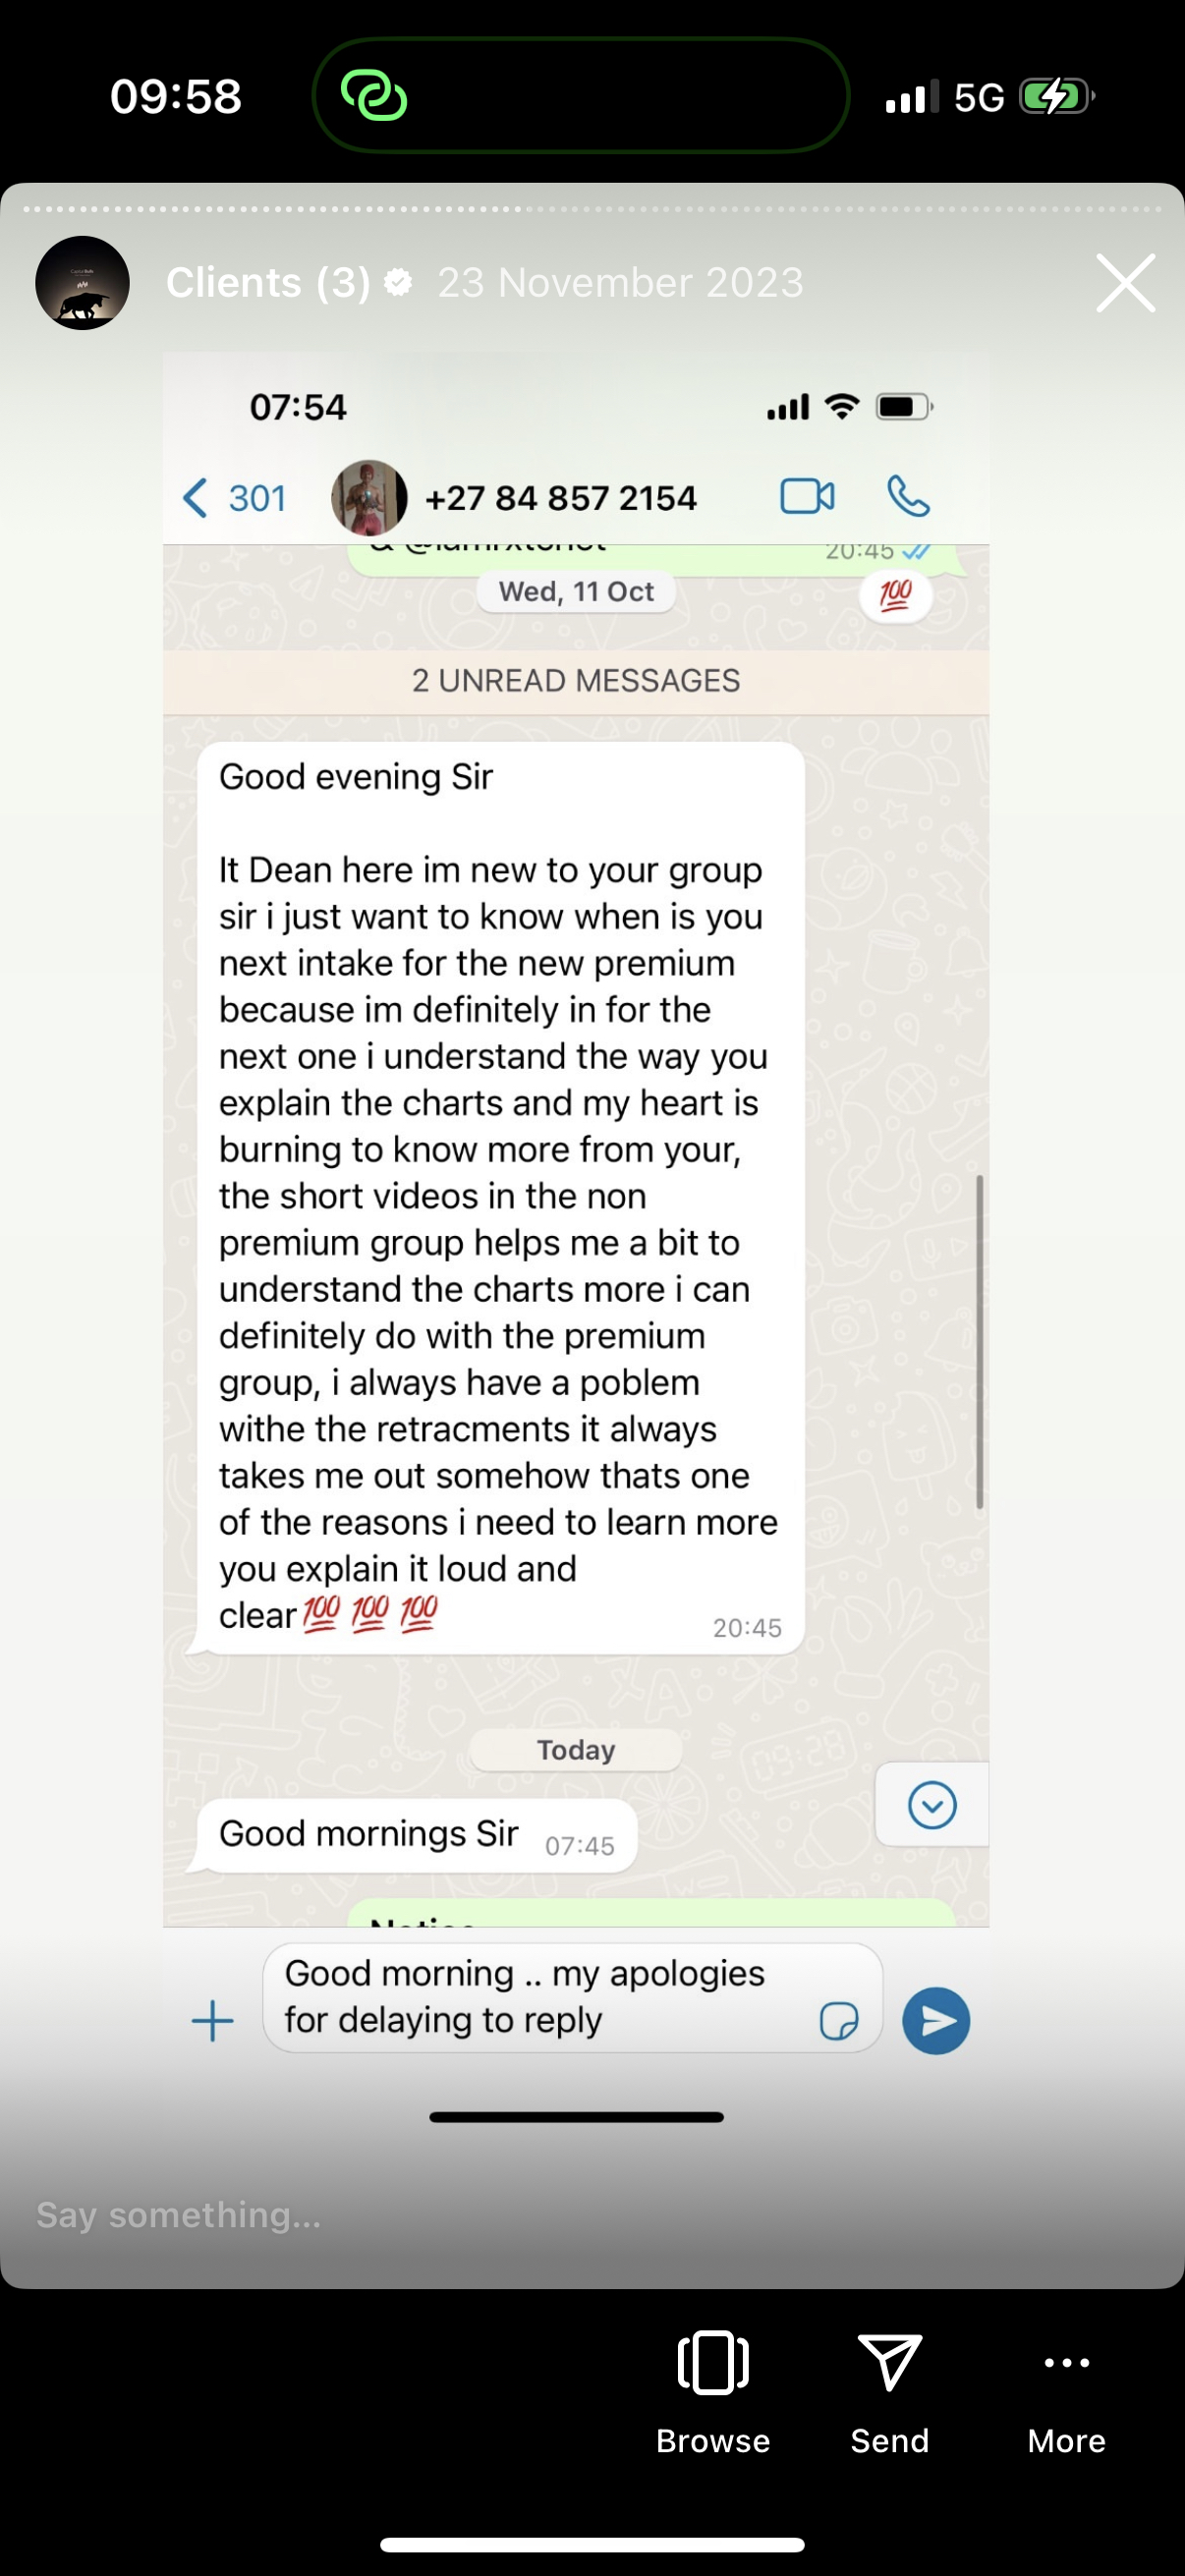 09:58
5G
Clients (3) 23 November 2023
07:54
301
+27 84 857 2154
20:45
Wed, 11 Oct
💯
2 UNREAD MESSAGES
Good evening Sir
It Dean here im new to your group
sir i just want to know when is you
next intake for the new premium
because im definitely in for the
next one i understand the way you
explain the charts and my heart is
burning to know more from your,
the short videos in the non
premium group helps me a bit to
understand the charts more i can
definitely do with the premium
group, i always have a poblem
withe the retracments it always
takes me out somehow thats one
of the reasons i need to learn more
you explain it loud and
clear💯 💯 💯
20:45
Today
Good mornings Sir 07:45
Notice
Good morning .. my apologies
for delaying to reply
Say something...
Browse
Send
More